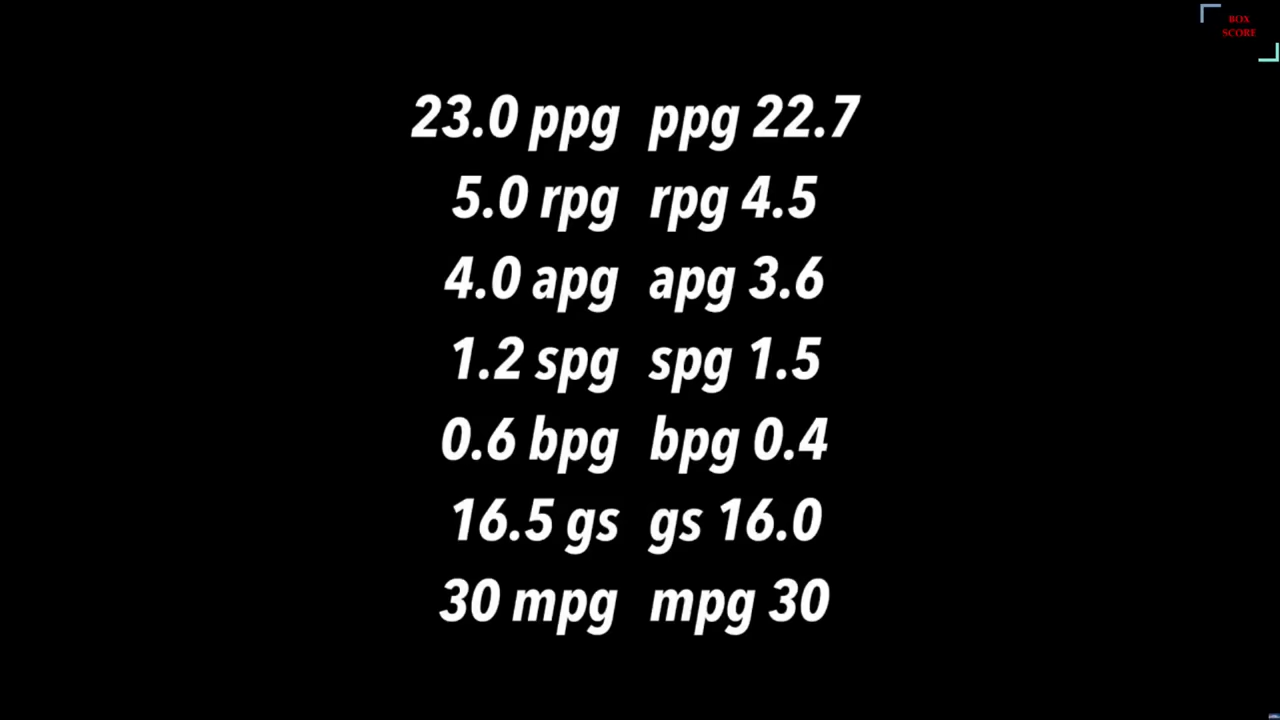 BOX
SCORE
23.0 ppg ppg 22.7
5.0 rpg rpg 4.5
4.0 apg apg 3.6
1.2 spg spg 1.5
0.6 bpg bpg 0.4
16.5 gs gs 16.0
30 mpg mpg 30